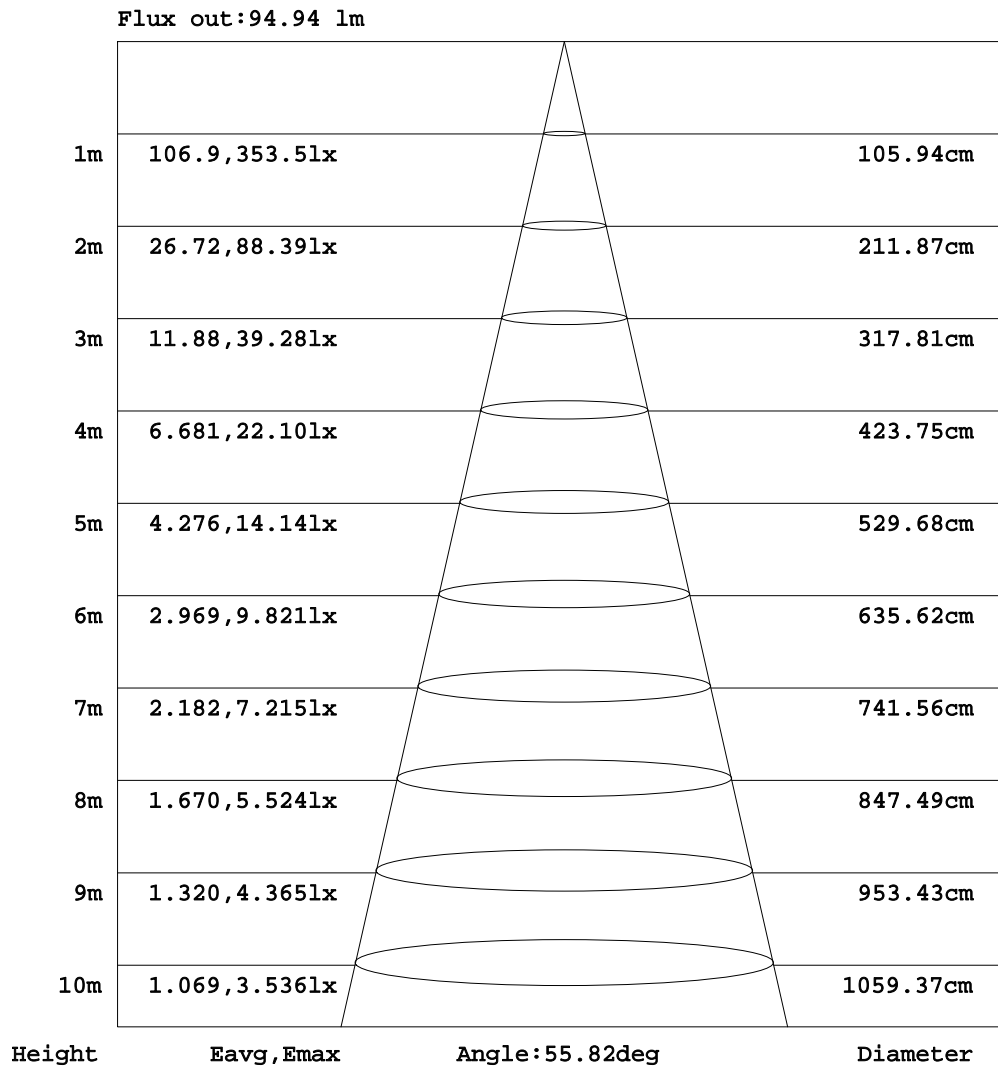 Flux out:94.94 lm
1m 106.9,353.5lx 105.94cm
2m 26.72,88.39lx 211.87cm
3m 11.88,39.28lx 317.81cm
4m 6.681,22.10lx 423.75cm
5m 4.276,14.14lx 529.68cm
6m 2.969,9.821lx 635.62cm
7m 2.182,7.215lx 741.56cm
8m 1.670,5.524lx 847.49cm
9m 1.320,4.365lx 953.43cm
10m 1.069,3.536lx 1059.37cm
Height Eavg,Emax Angle:55.82deg Diameter